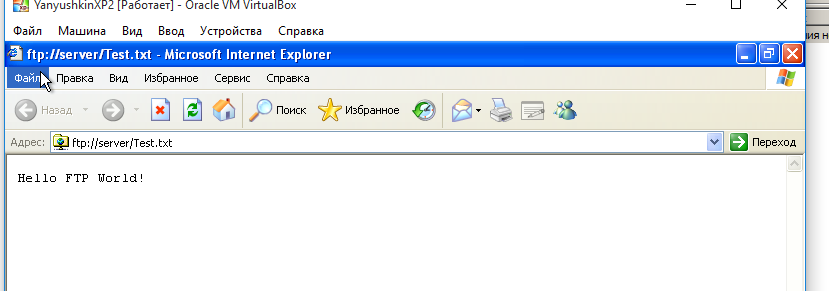 YanyushkinXP2 [Работает] - Oracle VM VirtualBox
Файл Машина Вид Ввод Устройства Справка
ftp://server/Test.txt - Microsoft Internet Explorer
Файл Правка Вид Избранное Сервис Справка
Назад Поиск Избранное
Адрес: ftp://server/Test.txt Переход
Hello FTP World!